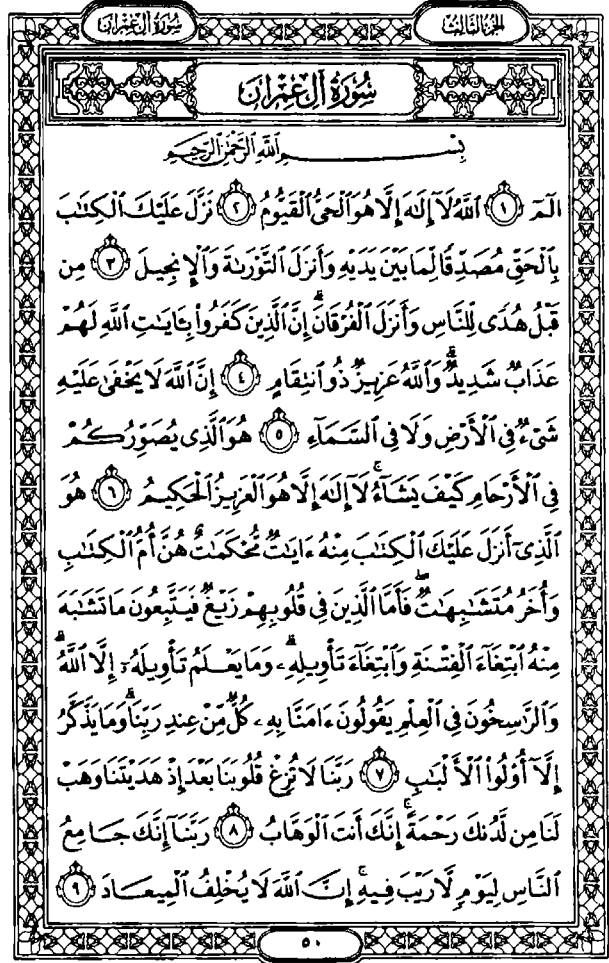 سُورَةُ آلِ عِمْرَانَ
الجُزْءُ الثَّالِثُ
سُورَةُ آلِ عِمْرَانَ
بِسْمِ ٱللَّهِ ٱلرَّحْمَٰنِ ٱلرَّحِيمِ
الٓمٓ ١ ٱللَّهُ لَآ إِلَٰهَ إِلَّا هُوَ ٱلْحَىُّ ٱلْقَيُّومُ ٢ نَزَّلَ عَلَيْكَ ٱلْكِتَٰبَ
بِٱلْحَقِّ مُصَدِّقًا لِّمَا بَيْنَ يَدَيْهِ وَأَنزَلَ ٱلتَّوْرَىٰةَ وَٱلْإِنجِيلَ ٣ مِن
قَبْلُ هُدًى لِّلنَّاسِ وَأَنزَلَ ٱلْفُرْقَانَ ۗ إِنَّ ٱلَّذِينَ كَفَرُوا۟ بِـَٔايَٰتِ ٱللَّهِ لَهُمْ
عَذَابٌ شَدِيدٌ ۗ وَٱللَّهُ عَزِيزٌ ذُو ٱنتِقَامٍ ٤ إِنَّ ٱللَّهَ لَا يَخْفَىٰ عَلَيْهِ
شَىْءٌ فِى ٱلْأَرْضِ وَلَا فِى ٱلسَّمَآءِ ٥ هُوَ ٱلَّذِى يُصَوِّرُكُمْ
فِى ٱلْأَرْحَامِ كَيْفَ يَشَآءُ ۚ لَآ إِلَٰهَ إِلَّا هُوَ ٱلْعَزِيزُ ٱلْحَكِيمُ ٦ هُوَ
ٱلَّذِىٓ أَنزَلَ عَلَيْكَ ٱلْكِتَٰبَ مِنْهُ ءَايَٰتٌ مُّحْكَمَٰتٌ هُنَّ أُمُّ ٱلْكِتَٰبِ
وَأُخَرُ مُتَشَٰبِهَٰتٌ ۖ فَأَمَّا ٱلَّذِينَ فِى قُلُوبِهِمْ زَيْغٌ فَيَتَّبِعُونَ مَا تَشَٰبَهَ
مِنْهُ ٱبْتِغَآءَ ٱلْفِتْنَةِ وَٱبْتِغَآءَ تَأْوِيلِهِۦ ۗ وَمَا يَعْلَمُ تَأْوِيلَهُۥٓ إِلَّا ٱللَّهُ ۗ
وَٱلرَّٰسِخُونَ فِى ٱلْعِلْمِ يَقُولُونَ ءَامَنَّا بِهِۦ كُلٌّ مِّنْ عِندِ رَبِّنَا ۗ وَمَا يَذَّكَّرُ
إِلَّآ أُو۟لُوا۟ ٱلْأَلْبَٰبِ ٧ رَبَّنَا لَا تُزِغْ قُلُوبَنَا بَعْدَ إِذْ هَدَيْتَنَا وَهَبْ
لَنَا مِن لَّدُنكَ رَحْمَةً ۚ إِنَّكَ أَنتَ ٱلْوَهَّابُ ٨ رَبَّنَآ إِنَّكَ جَامِعُ
ٱلنَّاسِ لِيَوْمٍ لَّا رَيْبَ فِيهِ ۚ إِنَّ ٱللَّهَ لَا يُخْلِفُ ٱلْمِيعَادَ ٩
٥٠